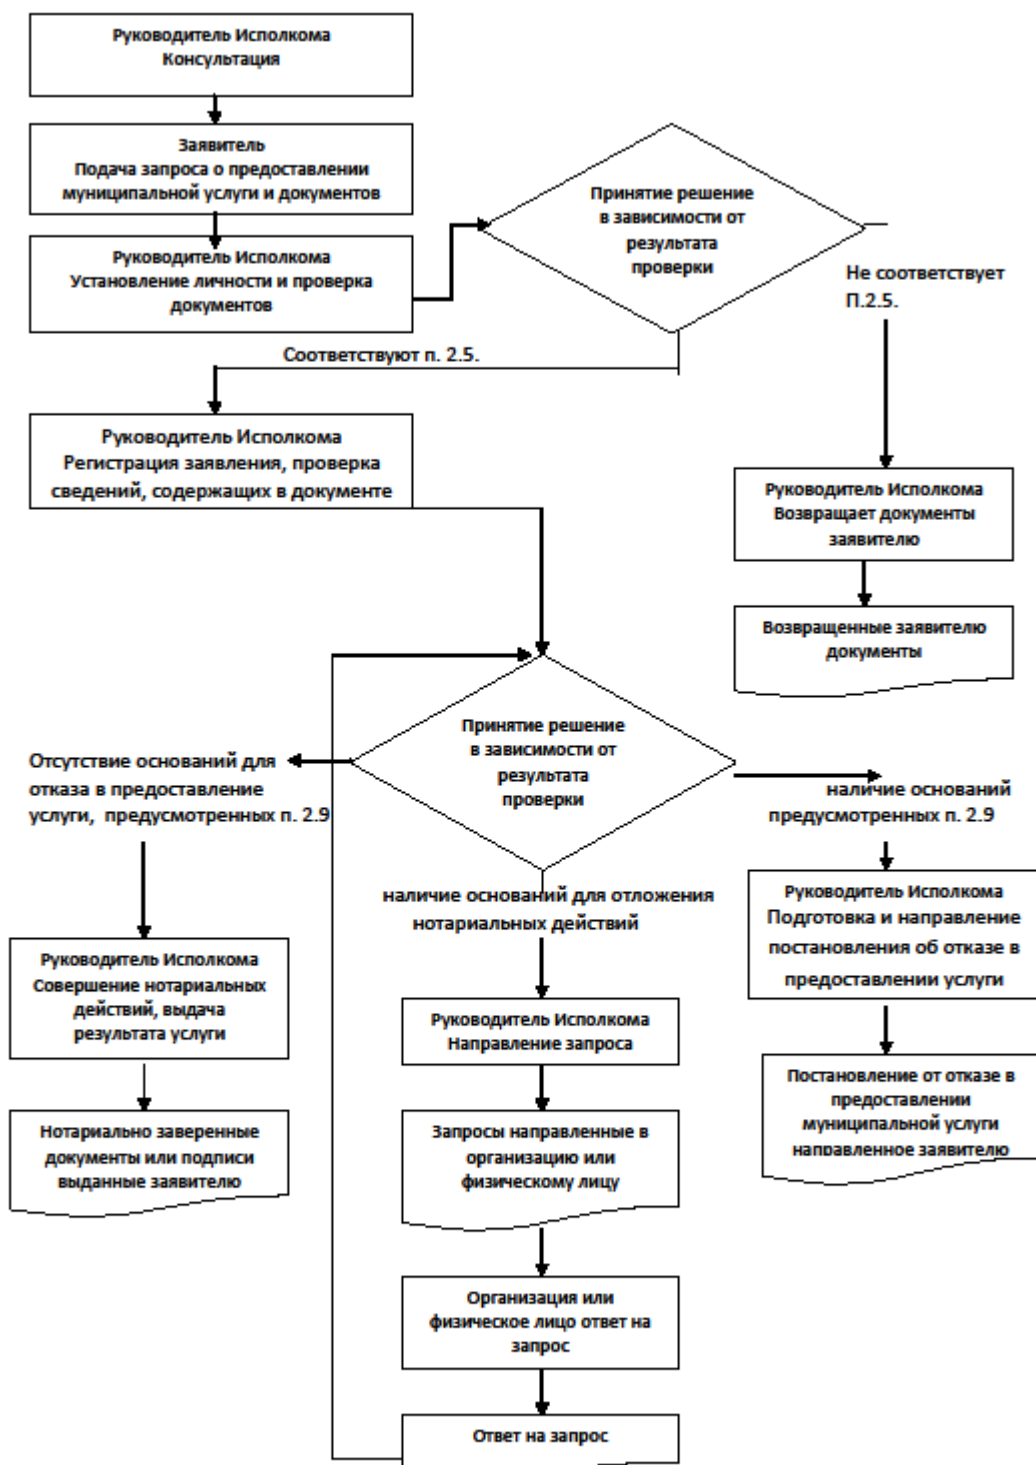 Руководитель Исполкома
Консультация
Заявитель
Подача запроса о предоставлении
муниципальной услуги и документов
Руководитель Исполкома
Установление личности и проверка
документов
Принятие решение
в зависимости от
результата
проверки
Не соответствует
П.2.5.
Соответствуют п. 2.5.
Руководитель Исполкома
Регистрация заявления, проверка
сведений, содержащих в документе
Руководитель Исполкома
Возвращает документы
заявителю
Возвращенные заявителю
документы
Принятие решение
в зависимости от
результата
проверки
Отсутствие оснований для
отказа в предоставление
услуги, предусмотренных п. 2.9
наличие оснований
предусмотренных п. 2.9
наличие оснований для отложения
нотариальных действий
Руководитель Исполкома
Подготовка и направление
постановления об отказе в
предоставлении услуги
Руководитель Исполкома
Совершение нотариальных
действий, выдача
результата услуги
Руководитель Исполкома
Направление запроса
Постановление от отказе в
предоставлении
муниципальной услуги
направленное заявителю
Нотариально заверенные
документы или подписи
выданные заявителю
Запросы направленные в
организацию или
физическому лицу
Организация или
физическое лицо ответ на
запрос
Ответ на запрос